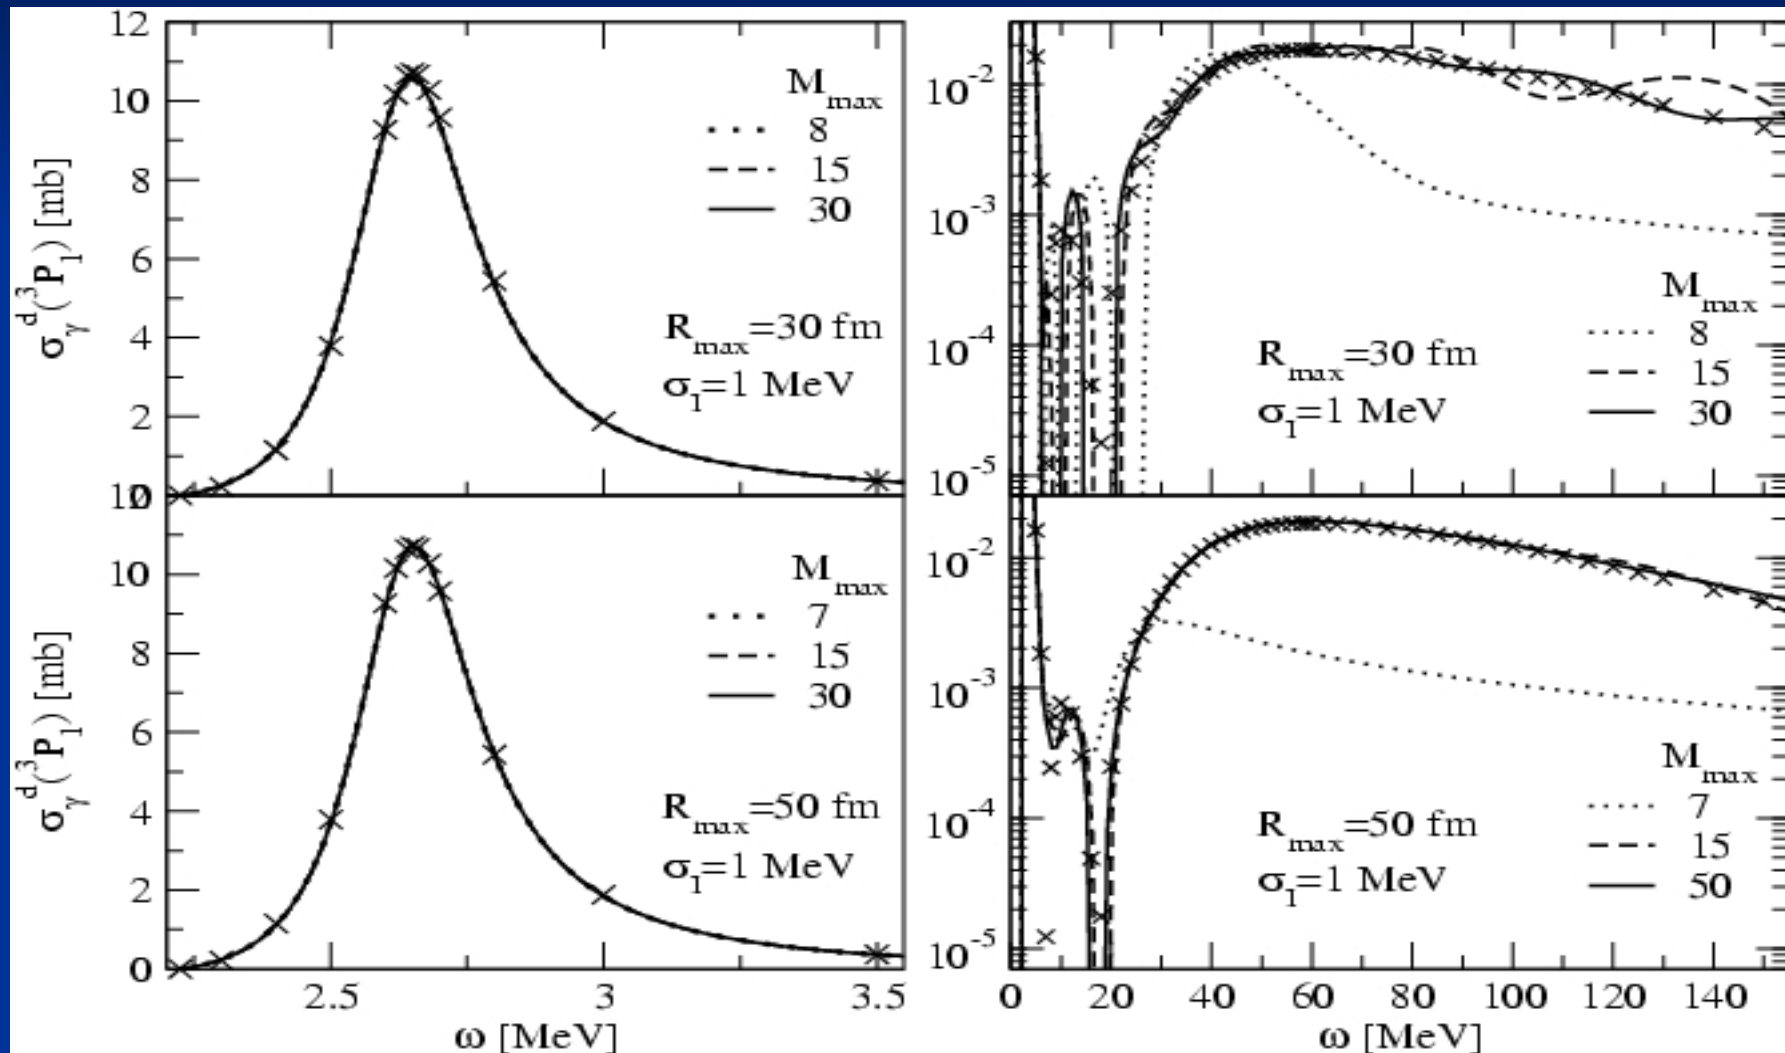 12
10
8
6
4
2
0
σγᵈ(³P₁) [mb]
Mmax
8
15
30
Rmax=30 fm
σI=1 MeV
10⁻²
10⁻³
10⁻⁴
10⁻⁵
Mmax
8
15
30
Rmax=30 fm
σI=1 MeV
12
10
8
6
4
2
0
σγᵈ(³P₁) [mb]
Mmax
7
15
30
Rmax=50 fm
σI=1 MeV
2.5 3 3.5
ω [MeV]
10⁻²
10⁻³
10⁻⁴
10⁻⁵
Mmax
7
15
50
Rmax=50 fm
σI=1 MeV
0 20 40 60 80 100 120 140
ω [MeV]